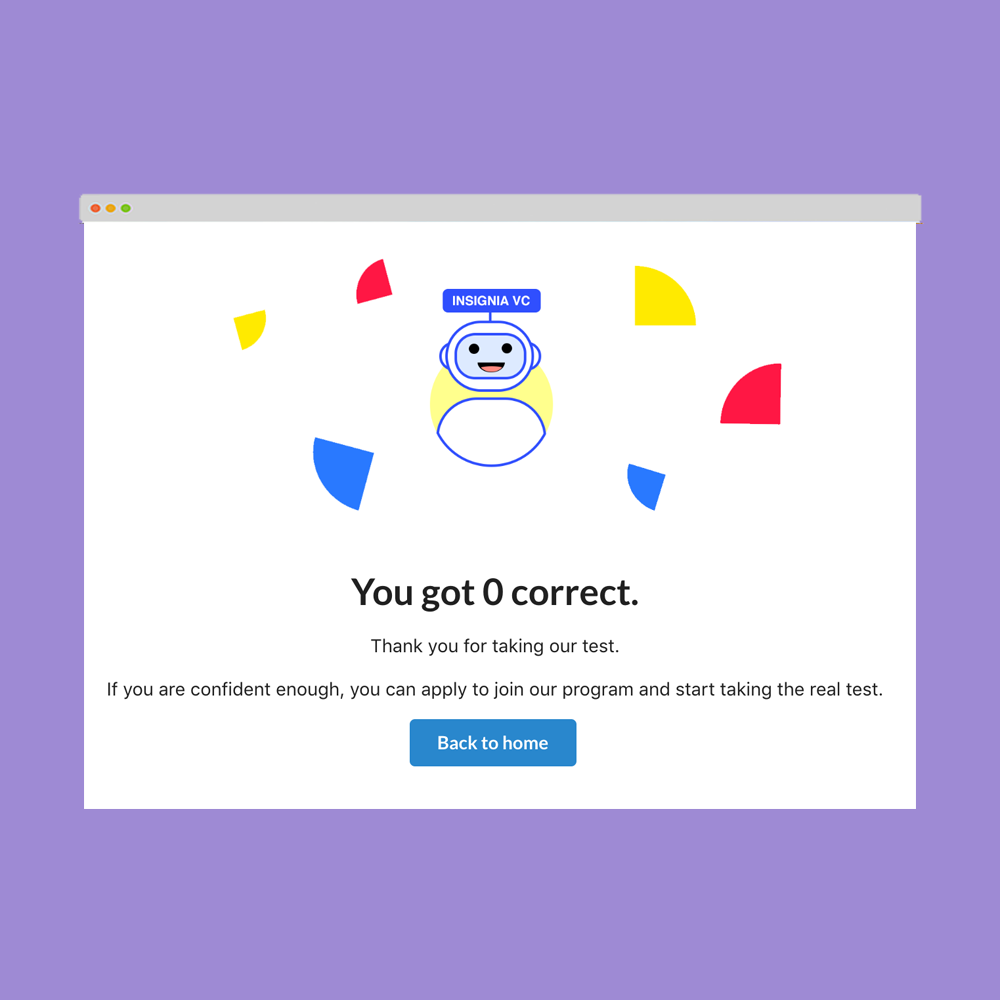 INSIGNIA VC
You got 0 correct.
Thank you for taking our test.
If you are confident enough, you can apply to join our program and start taking the real test.
Back to home